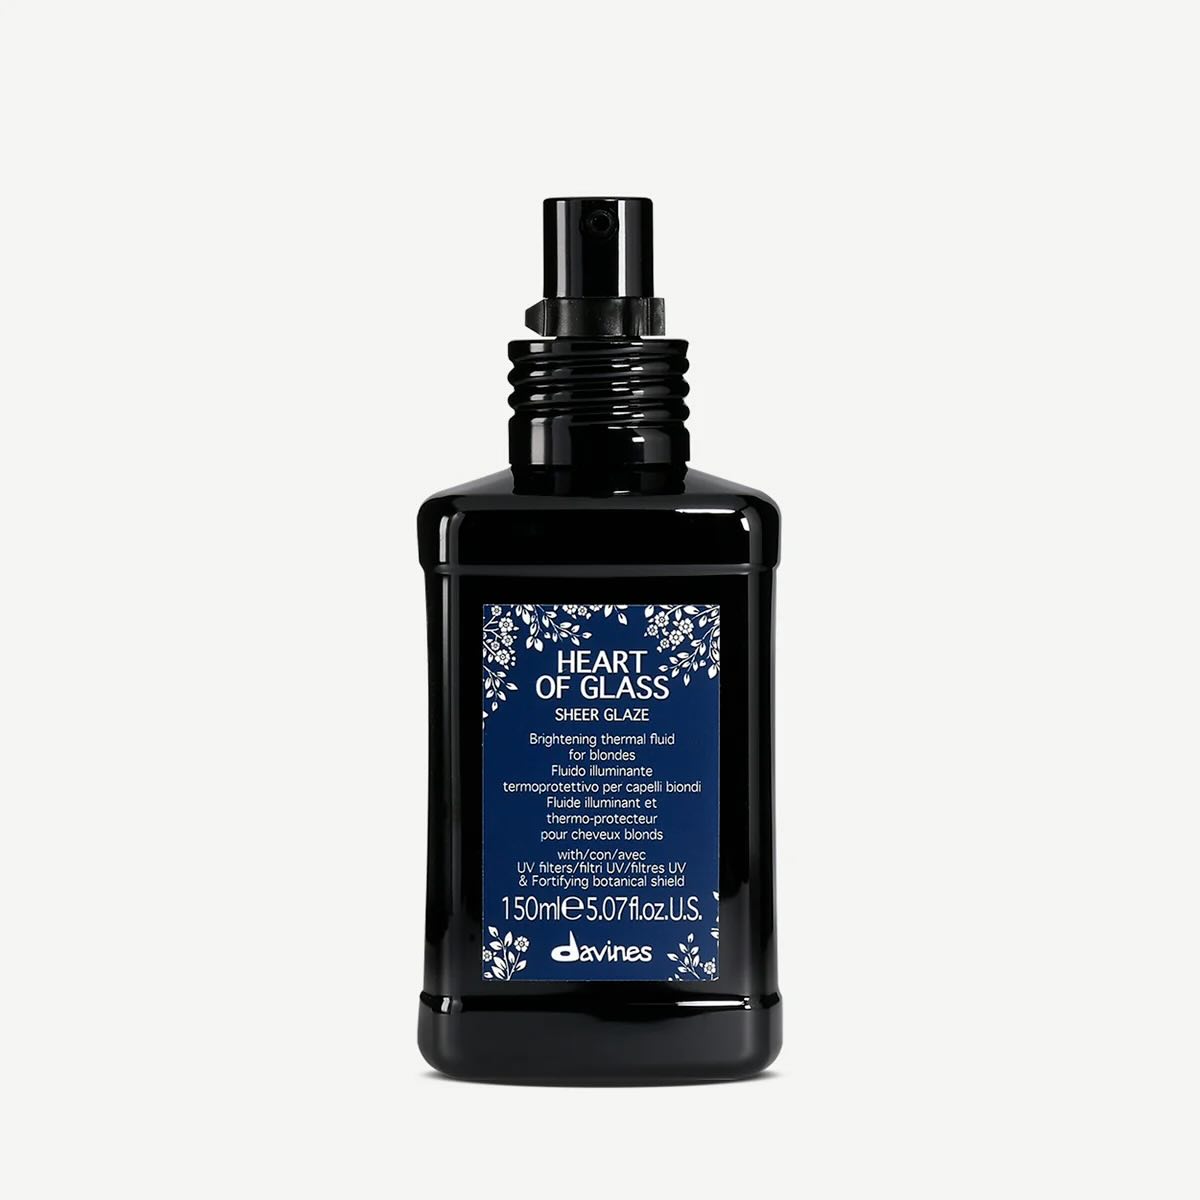 HEART
OF GLASS
SHEER GLAZE
Brightening thermal fluid
for blondes
Fluido illuminante
termoprotettivo per capelli biondi
Fluide illuminant et
thermo-protecteur
pour cheveux blonds
with/con/avec
UV filters/filtri UV/filtres UV
& Fortifying botanical shield
150ml℮5.07fl.oz.U.S.
davines